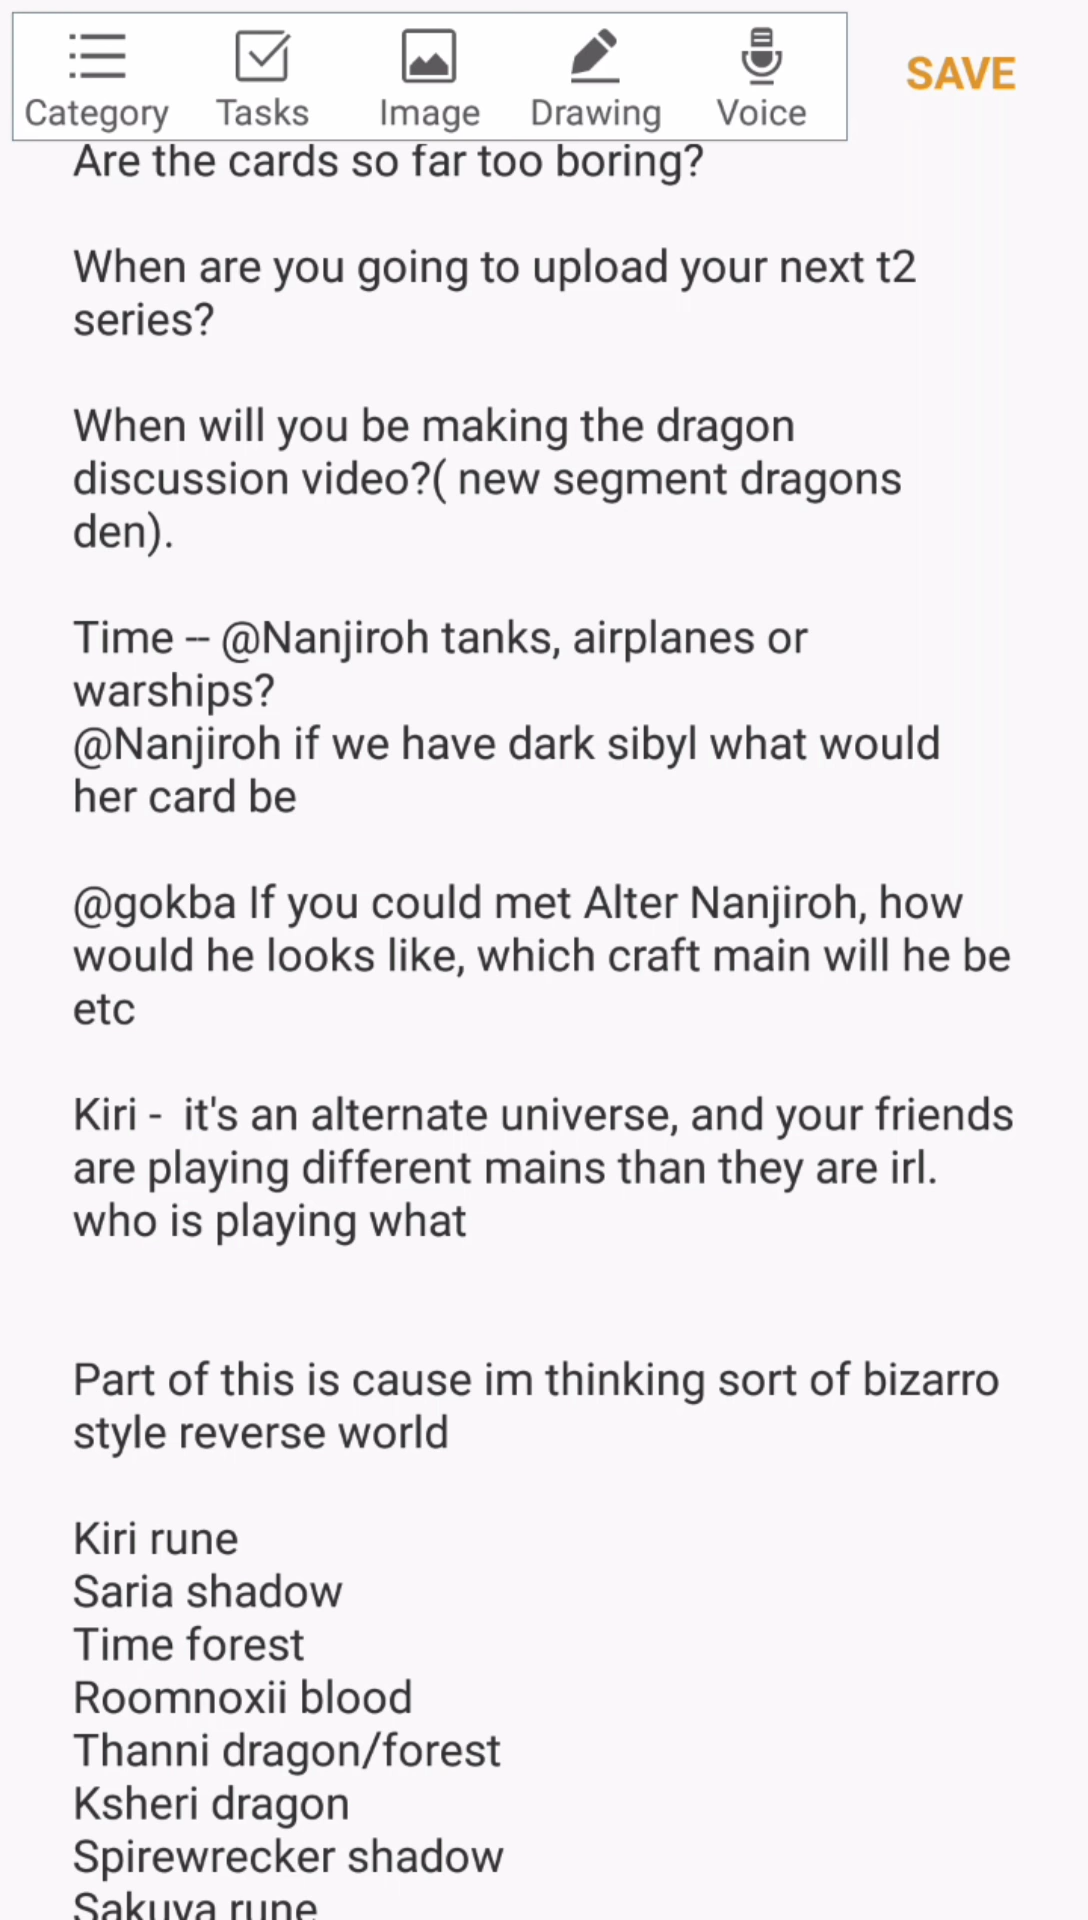 Category Tasks Image Drawing Voice SAVE
Are the cards so far too boring?
When are you going to upload your next t2
series?
When will you be making the dragon
discussion video?( new segment dragons
den).
Time -- @Nanjiroh tanks, airplanes or
warships?
@Nanjiroh if we have dark sibyl what would
her card be
@gokba If you could met Alter Nanjiroh, how
would he looks like, which craft main will he be
etc
Kiri -  it's an alternate universe, and your friends
are playing different mains than they are irl.
who is playing what
Part of this is cause im thinking sort of bizarro
style reverse world
Kiri rune
Saria shadow
Time forest
Roomnoxii blood
Thanni dragon/forest
Ksheri dragon
Spirewrecker shadow
Sakuya rune